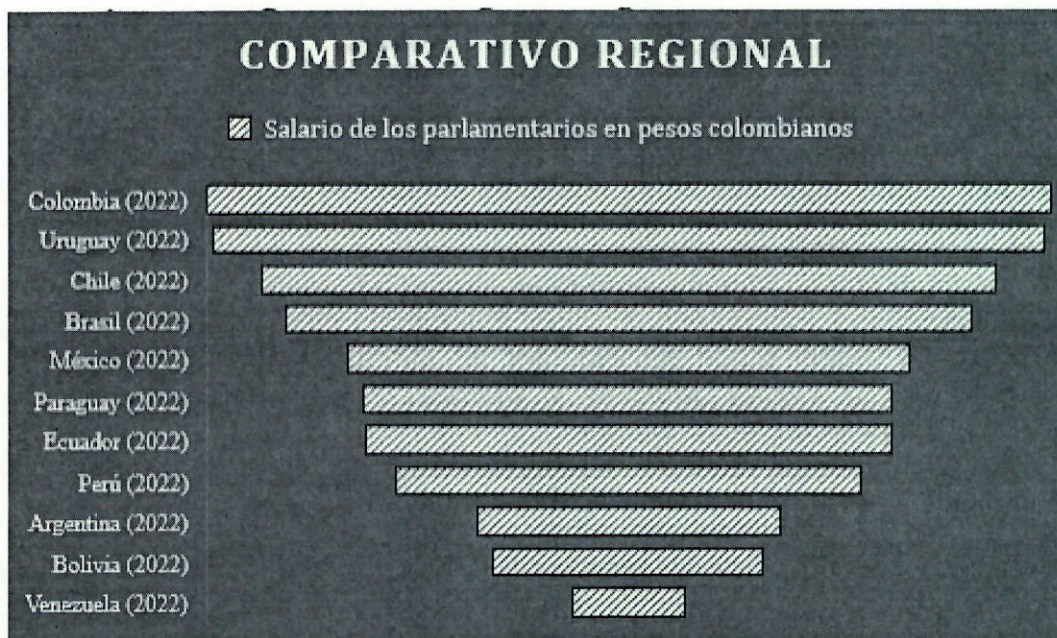 COMPARATIVO REGIONAL
Salario de los parlamentarios en pesos colombianos
Colombia (2022)
Uruguay (2022)
Chile (2022)
Brasil (2022)
México (2022)
Paraguay (2022)
Ecuador (2022)
Perú (2022)
Argentina (2022)
Bolivia (2022)
Venezuela (2022)